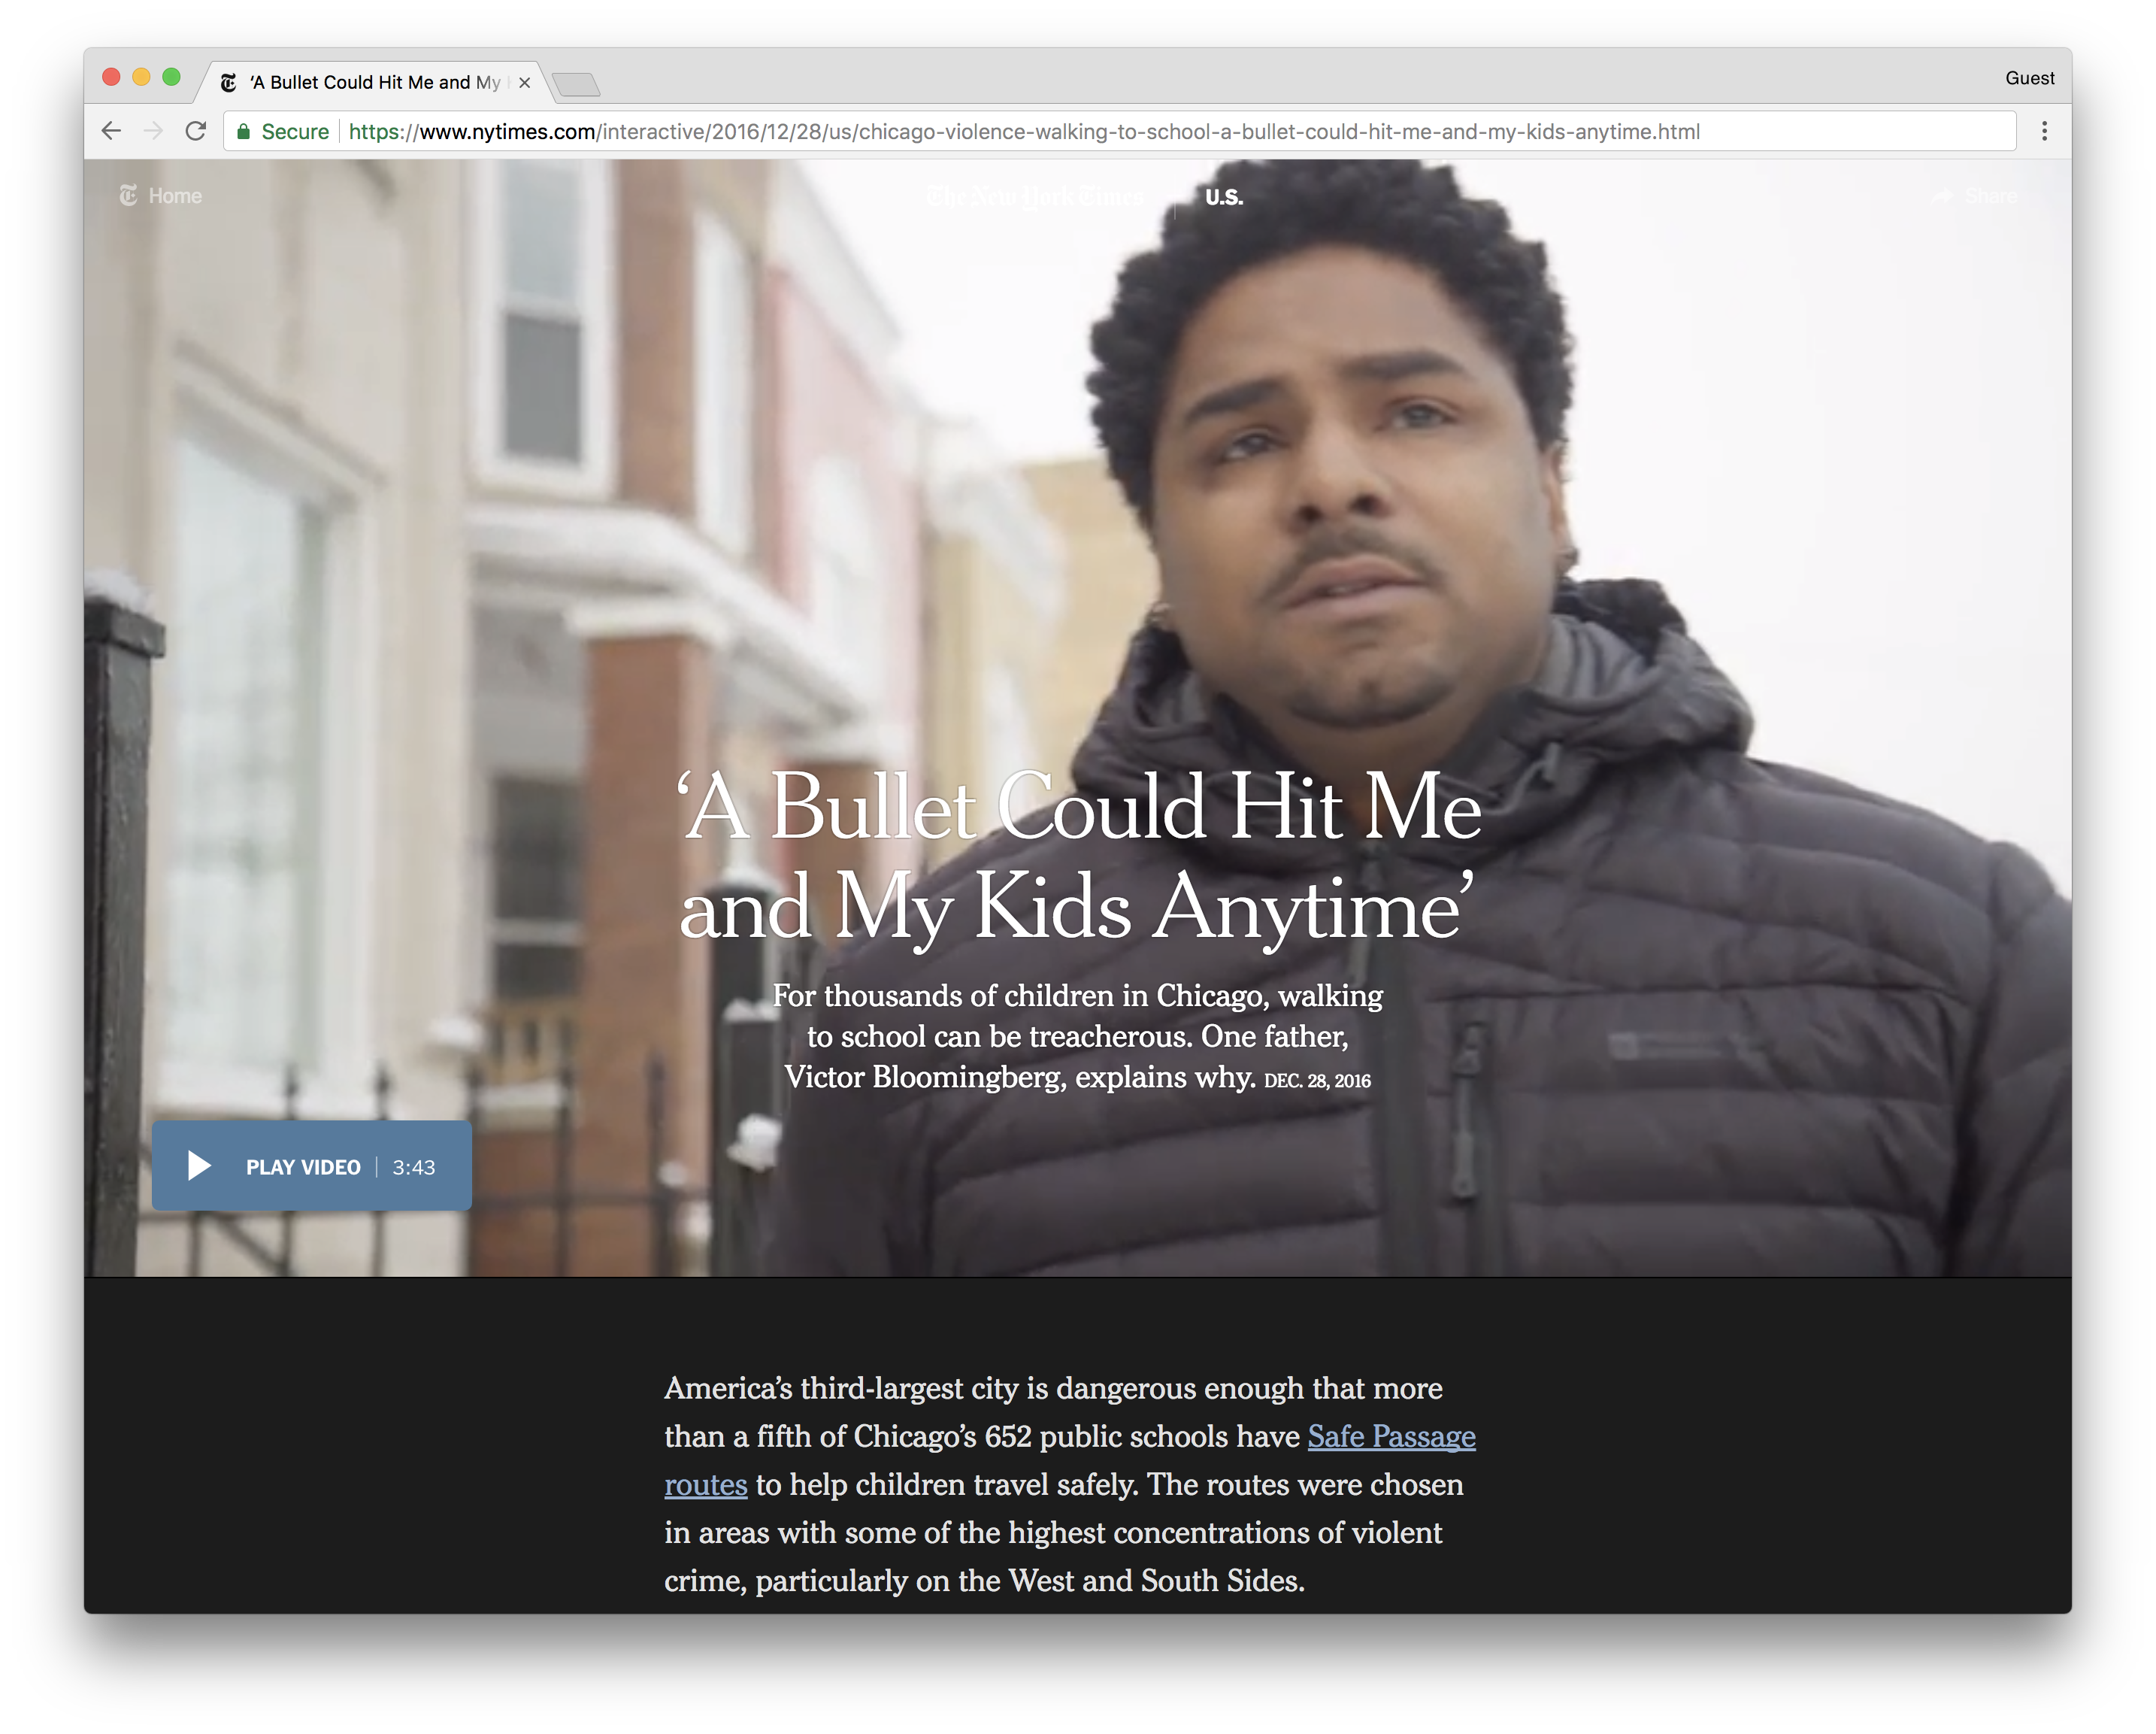 'A Bullet Could Hit Me and My
Guest
Secure https://www.nytimes.com/interactive/2016/12/28/us/chicago-violence-walking-to-school-a-bullet-could-hit-me-and-my-kids-anytime.html
Home The New York Times U.S. Share
‘A Bullet Could Hit Me
and My Kids Anytime’
For thousands of children in Chicago, walking
to school can be treacherous. One father,
Victor Bloomingberg, explains why. DEC. 28, 2016
PLAY VIDEO | 3:43
America’s third-largest city is dangerous enough that more
than a fifth of Chicago’s 652 public schools have Safe Passage
routes to help children travel safely. The routes were chosen
in areas with some of the highest concentrations of violent
crime, particularly on the West and South Sides.